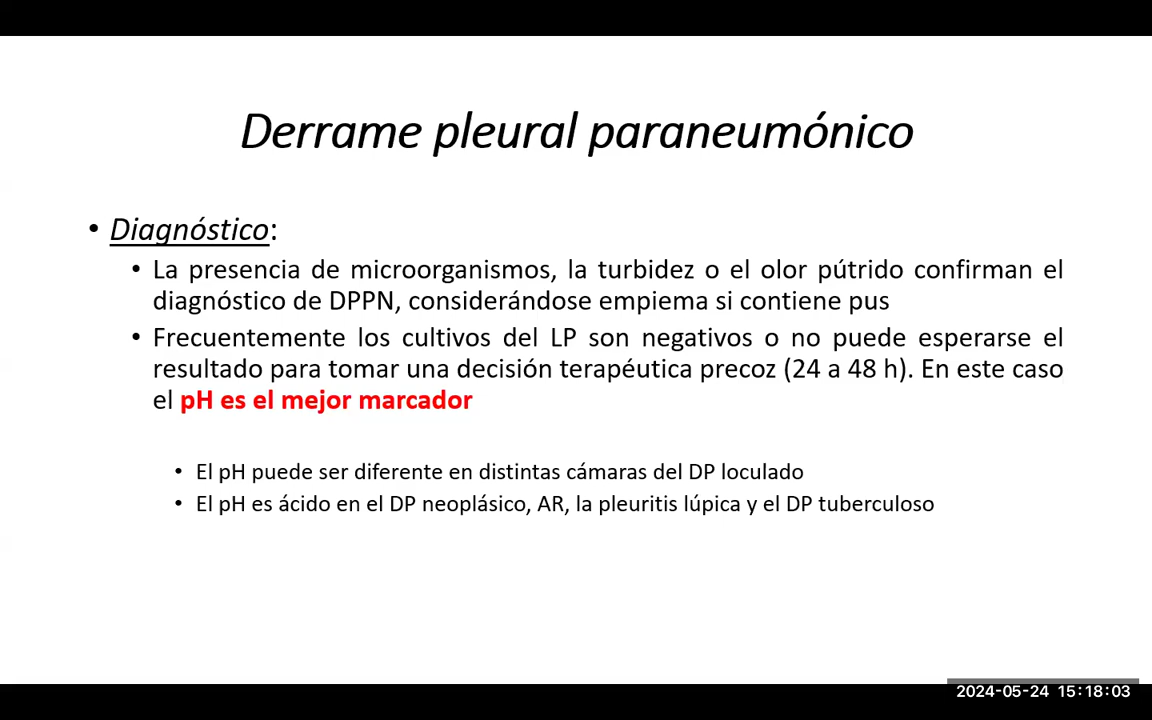 Derrame pleural paraneumónico
• Diagnóstico:
• La presencia de microorganismos, la turbidez o el olor pútrido confirman el
diagnóstico de DPPN, considerándose empiema si contiene pus
• Frecuentemente los cultivos del LP son negativos o no puede esperarse el
resultado para tomar una decisión terapéutica precoz (24 a 48 h). En este caso
el pH es el mejor marcador
• El pH puede ser diferente en distintas cámaras del DP loculado
• El pH es ácido en el DP neoplásico, AR, la pleuritis lúpica y el DP tuberculoso
2024-05-24 15:18:03